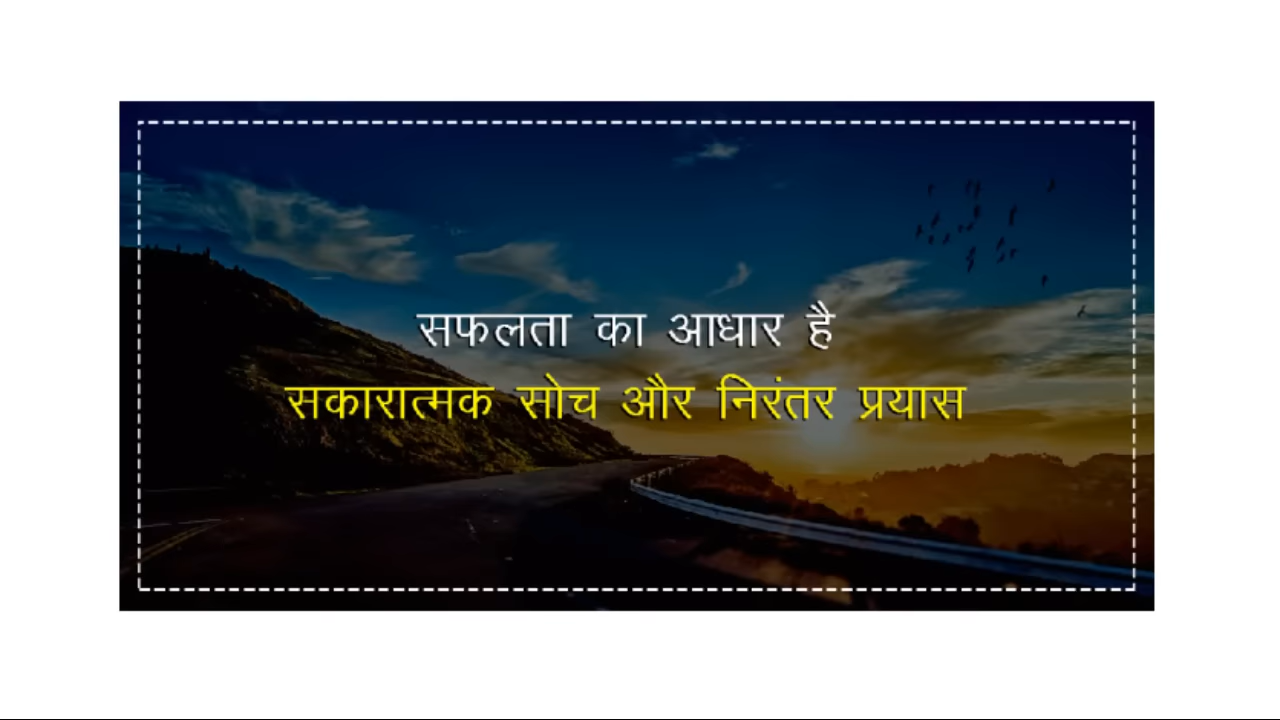 सफलता का आधार है
सकारात्मक सोच और निरंतर प्रयास